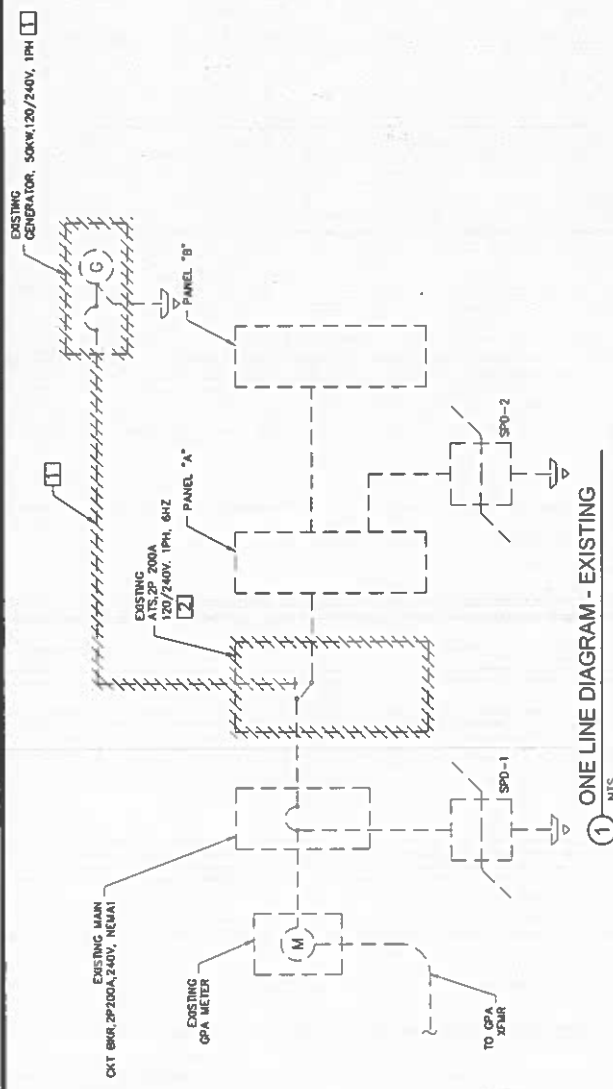 EXISTING
GENERATOR, 50KW,120/240V, 1PH 1
G
1
PANEL "B"
PANEL "A"
EXISTING
ATS,2P 200A
120/240V. 1PH, 6HZ
2
SPD-2
EXISTING MAIN
CKT BKR,2P200A,240V, NEMA1
EXISTING
GPA METER
M
SPD-1
TO GPA
XFMR
1 ONE LINE DIAGRAM - EXISTING
NTS